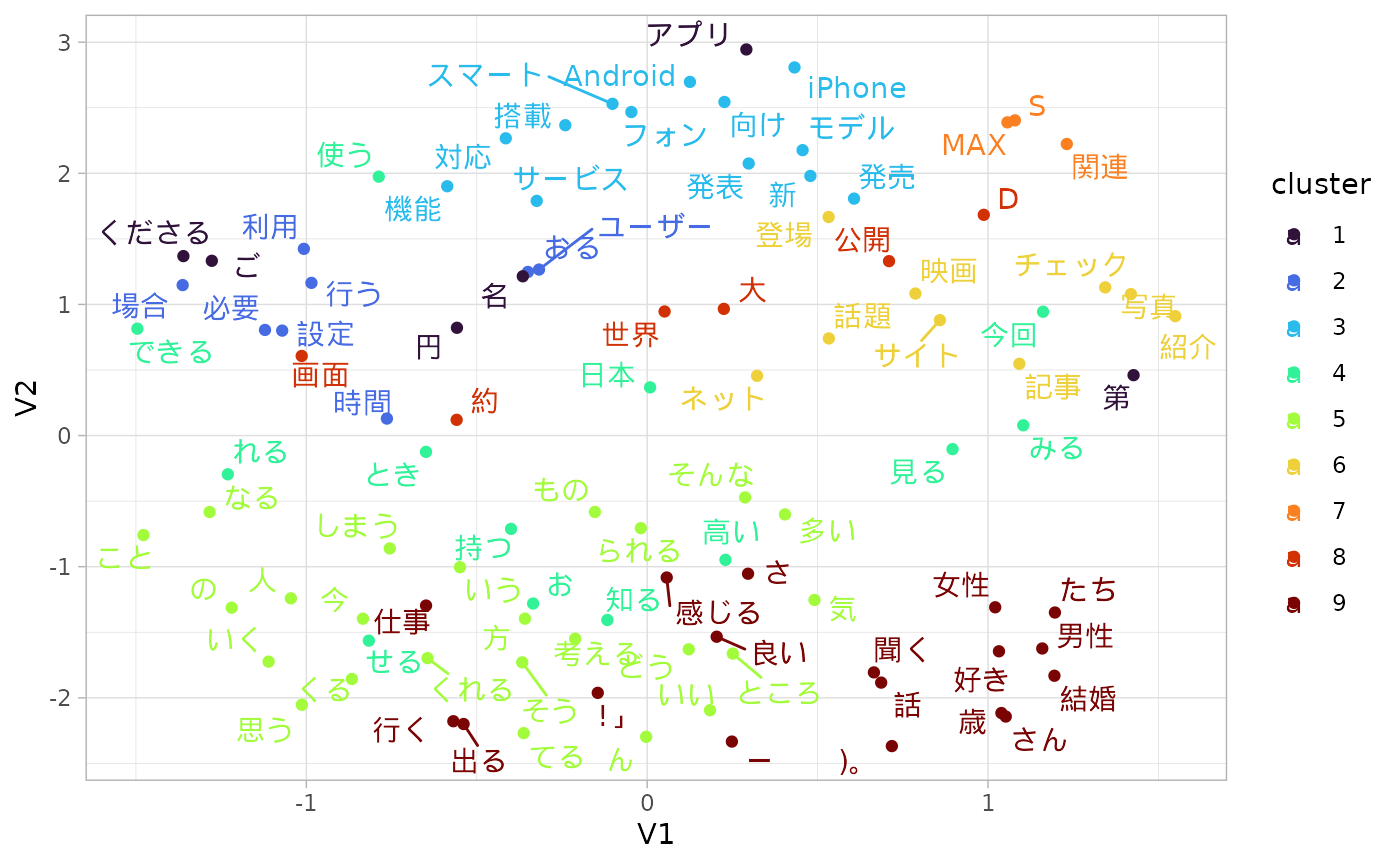 アプリ
スマート
Android
iPhone
搭載
フォン
向け
モデル
S
MAX
関連
使う
対応
機能
サービス
発表
新
発売
くださる
ご
利用
ユーザー
ある
登場
公開
D
場合
必要
行う
名
大
映画
チェック
写真
できる
設定
円
世界
話題
サイト
今回
紹介
画面
日本
ネット
記事
第
時間
約
れる
とき
見る
みる
なる
しまう
もの
そんな
多い
こと
持つ
られる
高い
さ
の
人
今
仕事
いう
お
知る
感じる
気
女性
たち
いく
せる
方
考える
どう
良い
聞く
男性
くる
くれる
そう
いい
ところ
好き
結婚
思う
行く
出る
てる
!」
ん
ー
)。
話
歳
さん
3
2
1
0
-1
-2
-1
0
1
V1
V2
cluster
a 1
a 2
a 3
a 4
a 5
a 6
a 7
a 8
a 9